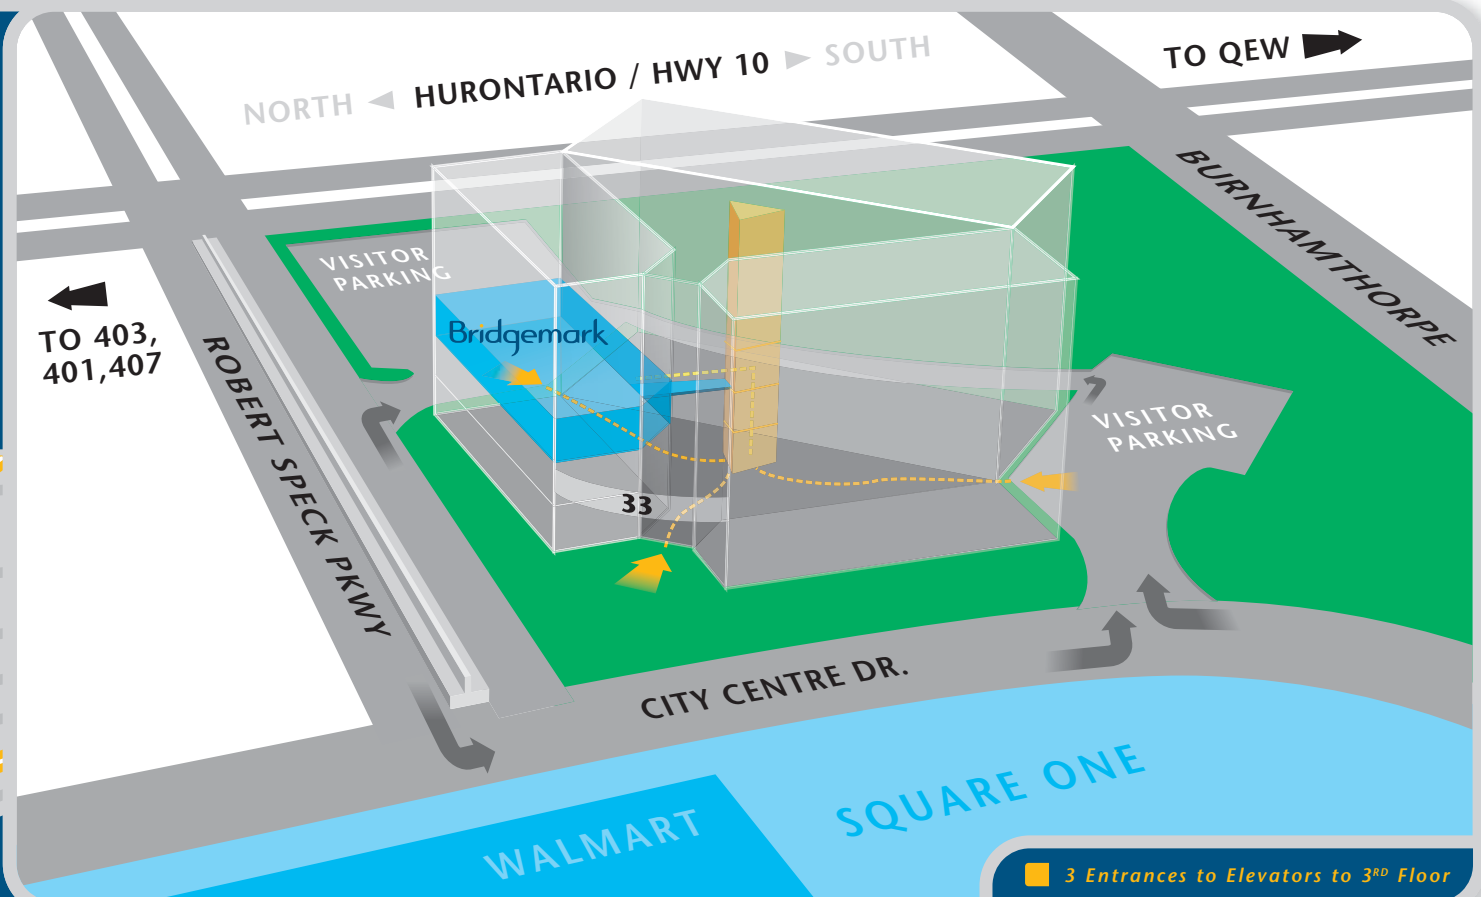 TO QEW
NORTH HURONTARIO / HWY 10 SOUTH
BURNHAMTHORPE
VISITOR
PARKING
TO 403,
401,407
Bridgemark
ROBERT SPECK PKWY
VISITOR
PARKING
33
CITY CENTRE DR.
SQUARE ONE
WALMART
3 Entrances to Elevators to 3RD Floor